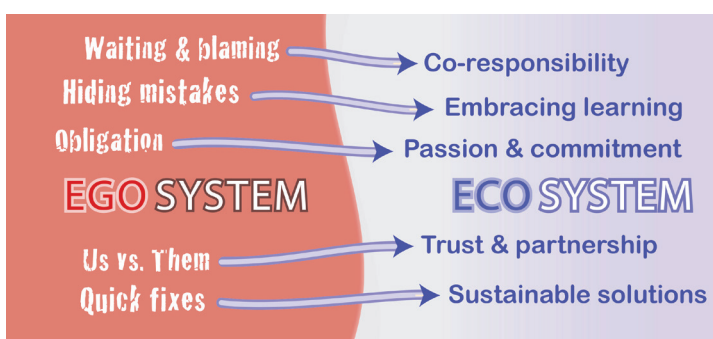 Waiting & blaming
Co-responsibility
Hiding mistakes
Embracing learning
Obligation
Passion & commitment
EGO SYSTEM
ECO SYSTEM
Us vs. Them
Trust & partnership
Quick fixes
Sustainable solutions